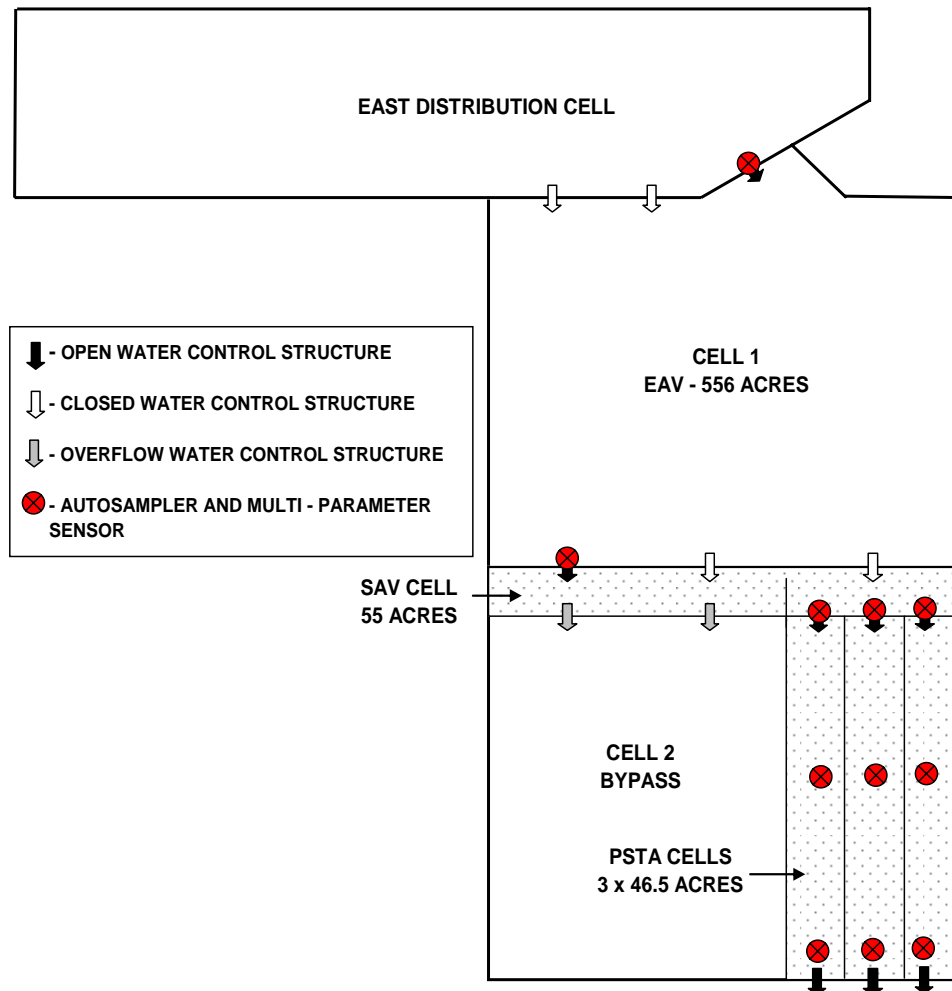 EAST DISTRIBUTION CELL
- OPEN WATER CONTROL STRUCTURE
- CLOSED WATER CONTROL STRUCTURE
- OVERFLOW WATER CONTROL STRUCTURE
- AUTOSAMPLER AND MULTI - PARAMETER
SENSOR
CELL 1
EAV - 556 ACRES
SAV CELL
55 ACRES
CELL 2
BYPASS
PSTA CELLS
3 x 46.5 ACRES